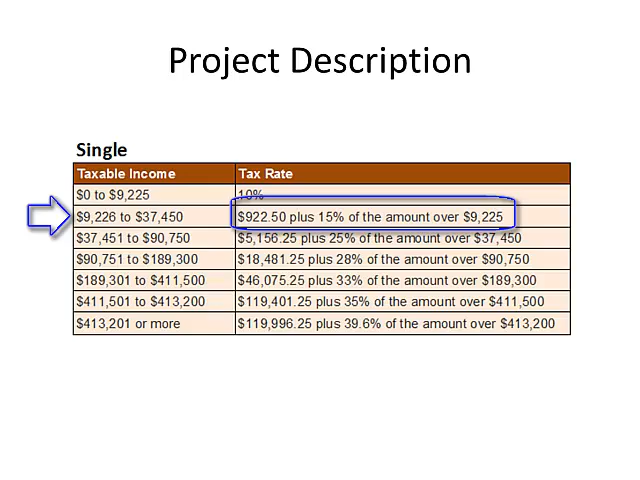 Project Description
Single
Taxable Income Tax Rate
$0 to $9,225 10%
$9,226 to $37,450 $922.50 plus 15% of the amount over $9,225
$37,451 to $90,750 $5,156.25 plus 25% of the amount over $37,450
$90,751 to $189,300 $18,481.25 plus 28% of the amount over $90,750
$189,301 to $411,500 $46,075.25 plus 33% of the amount over $189,300
$411,501 to $413,200 $119,401.25 plus 35% of the amount over $411,500
$413,201 or more $119,996.25 plus 39.6% of the amount over $413,200